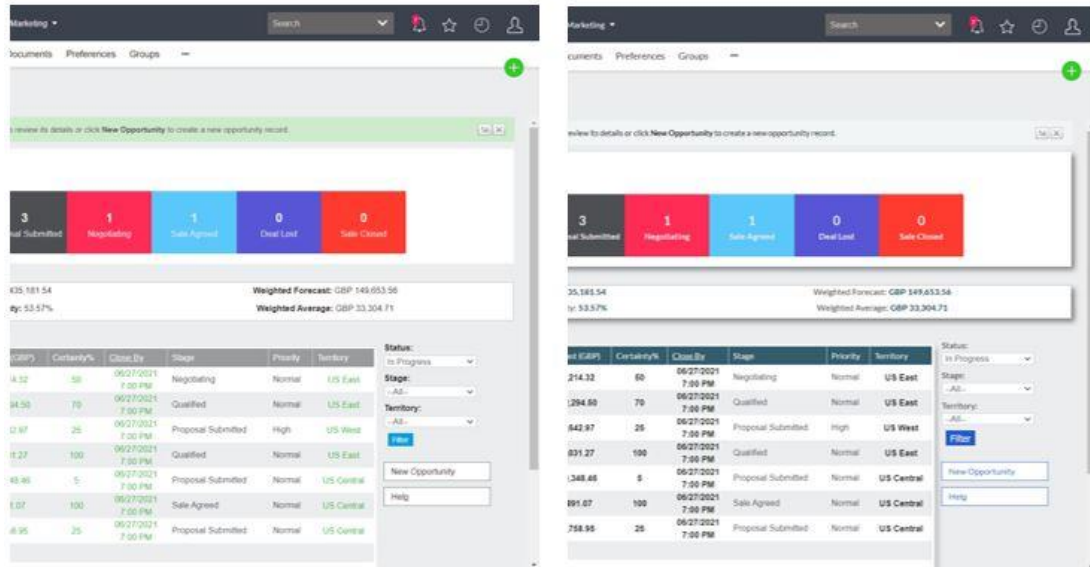 Marketing
Search
Documents Preferences Groups
review its details or click New Opportunity to create a new opportunity record.
3 1 1 0 0
Submitted Negotiating Sale Agreed Deal Lost Sale Closed
435,181.54 Weighted Forecast: GBP 149,653.56
53.57% Weighted Average: GBP 33,304.71
(GBP) Certainty% Close By Stage Priority Territory
50 06/27/2021 7:00 PM Negotiating Normal US East
70 06/27/2021 7:00 PM Qualified Normal US East
25 06/27/2021 7:00 PM Proposal Submitted High US West
100 06/27/2021 7:00 PM Qualified Normal US East
5 06/27/2021 7:00 PM Proposal Submitted Normal US Central
100 06/27/2021 7:00 PM Sale Agreed Normal US Central
25 06/27/2021 7:00 PM Proposal Submitted Normal US Central
Status:
In Progress
Stage:
--All--
Territory:
--All--
Filter
New Opportunity
Help
Marketing
Search
cuments Preferences Groups
review its details or click New Opportunity to create a new opportunity record.
3 1 1 0 0
Submitted Negotiating Sale Agreed Deal Lost Sale Closed
35,181.54 Weighted Forecast: GBP 149,653.56
53.57% Weighted Average: GBP 33,304.71
(GBP) Certainty% Close By Stage Priority Territory
,214.32 50 06/27/2021 7:00 PM Negotiating Normal US East
,294.50 70 06/27/2021 7:00 PM Qualified Normal US East
,642.97 25 06/27/2021 7:00 PM Proposal Submitted High US West
,031.27 100 06/27/2021 7:00 PM Qualified Normal US East
,348.46 5 06/27/2021 7:00 PM Proposal Submitted Normal US Central
891.07 100 06/27/2021 7:00 PM Sale Agreed Normal US Central
,758.95 25 06/27/2021 7:00 PM Proposal Submitted Normal US Central
Status:
In Progress
Stage:
--All--
Territory:
--All--
Filter
New Opportunity
Help